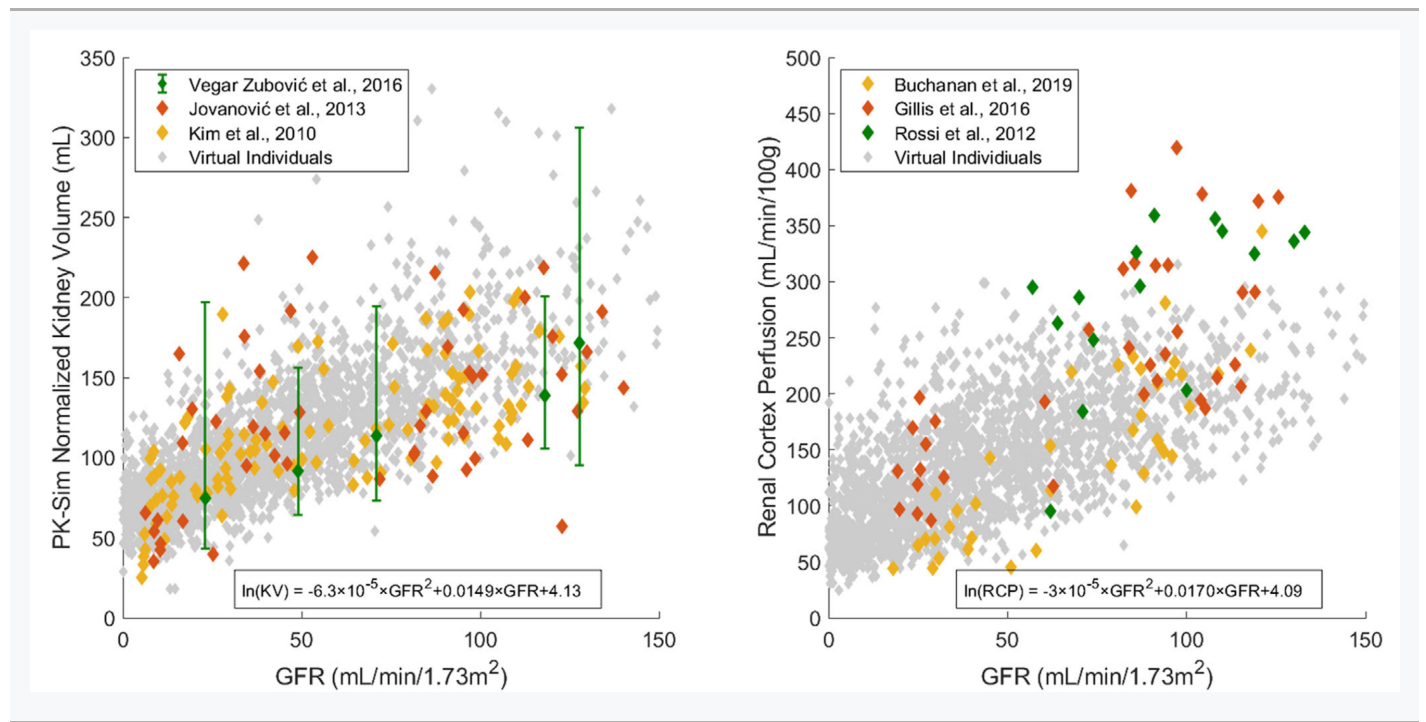 350
300
250
200
150
100
50
0
PK-Sim Normalized Kidney Volume (mL)
Vegar Zubović et al., 2016
Jovanović et al., 2013
Kim et al., 2010
Virtual Individuals
ln(KV) = -6.3×10-5×GFR2+0.0149×GFR+4.13
0 50 100 150
GFR (mL/min/1.73m2)
500
450
400
350
300
250
200
150
100
50
0
Renal Cortex Perfusion (mL/min/100g)
Buchanan et al., 2019
Gillis et al., 2016
Rossi et al., 2012
Virtual Individiuals
ln(RCP) = -3×10-5×GFR2+0.0170×GFR+4.09
0 50 100 150
GFR (mL/min/1.73m2)